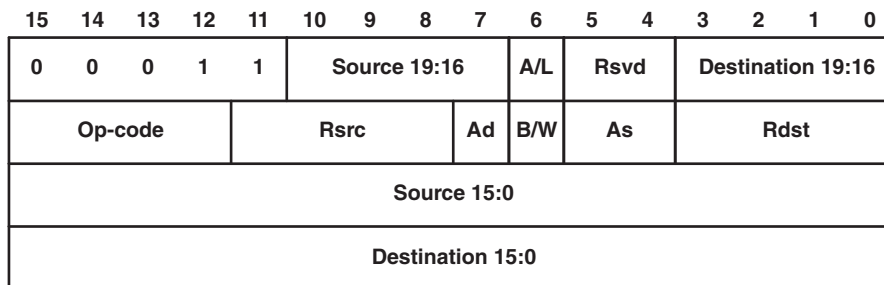 15 14 13 12 11 10 9 8 7 6 5 4 3 2 1 0
0 0 0 1 1 Source 19:16 A/L Rsvd Destination 19:16
Op-code Rsrc Ad B/W As Rdst
Source 15:0
Destination 15:0